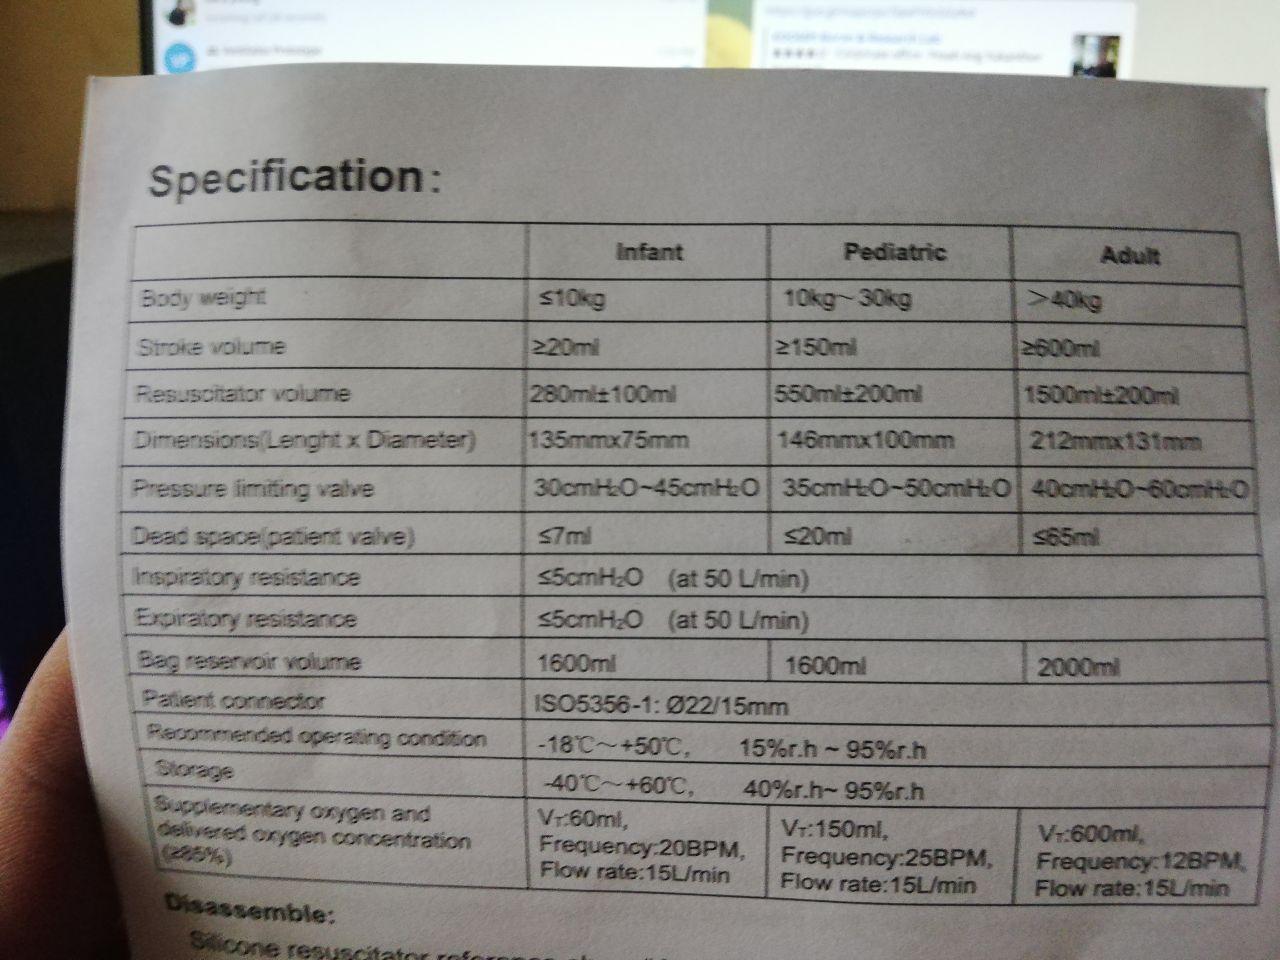 Specification:
Infant Pediatric Adult
Body weight ≤10kg 10kg~30kg >40kg
Stroke volume ≥20ml ≥150ml ≥600ml
Resuscitator volume 280ml±100ml 550ml±200ml 1500ml±200ml
Dimensions(Lenght x Diameter) 135mmx75mm 146mmx100mm 212mmx131mm
Pressure limiting valve 30cmH₂O~45cmH₂O 35cmH₂O~50cmH₂O 40cmH₂O~60cmH₂O
Dead space(patient valve) ≤7ml ≤20ml ≤65ml
Inspiratory resistance ≤5cmH₂O (at 50 L/min)
Expiratory resistance ≤5cmH₂O (at 50 L/min)
Bag reservoir volume 1600ml 1600ml 2000ml
Patient connector ISO5356-1: Ø22/15mm
Recommended operating condition -18℃~+50℃, 15%r.h ~ 95%r.h
Storage -40℃~+60℃, 40%r.h~ 95%r.h
Supplementary oxygen and
delivered oxygen concentration
(≥85%)
VT:60ml,
Frequency:20BPM,
Flow rate:15L/min
VT:150ml,
Frequency:25BPM,
Flow rate:15L/min
VT:600ml,
Frequency:12BPM,
Flow rate:15L/min
Disassemble:
Silicone resuscitator